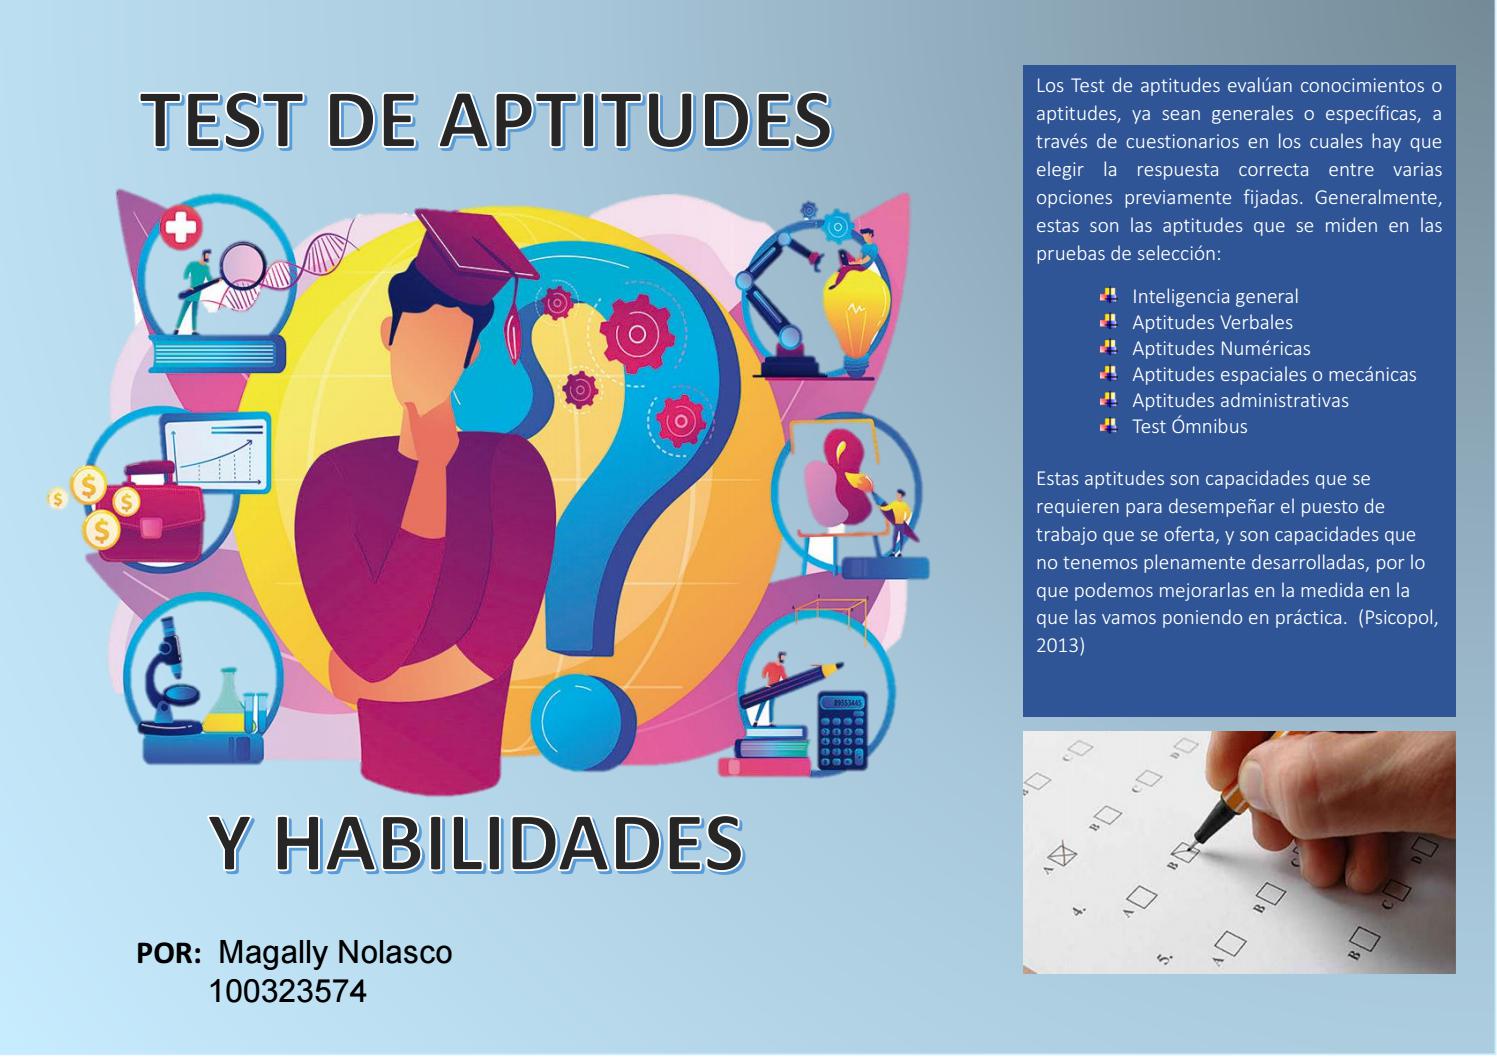 TEST DE APTITUDES
Y HABILIDADES
POR: Magally Nolasco
100323574
Los Test de aptitudes evalúan conocimientos o
aptitudes, ya sean generales o específicas, a
través de cuestionarios en los cuales hay que
elegir la respuesta correcta entre varias
opciones previamente fijadas. Generalmente,
estas son las aptitudes que se miden en las
pruebas de selección:
Inteligencia general
Aptitudes Verbales
Aptitudes Numéricas
Aptitudes espaciales o mecánicas
Aptitudes administrativas
Test Ómnibus
Estas aptitudes son capacidades que se
requieren para desempeñar el puesto de
trabajo que se oferta, y son capacidades que
no tenemos plenamente desarrolladas, por lo
que podemos mejorarlas en la medida en la
que las vamos poniendo en práctica. (Psicopol,
2013)
B C D
A B C D
4. A B C D
5. A B